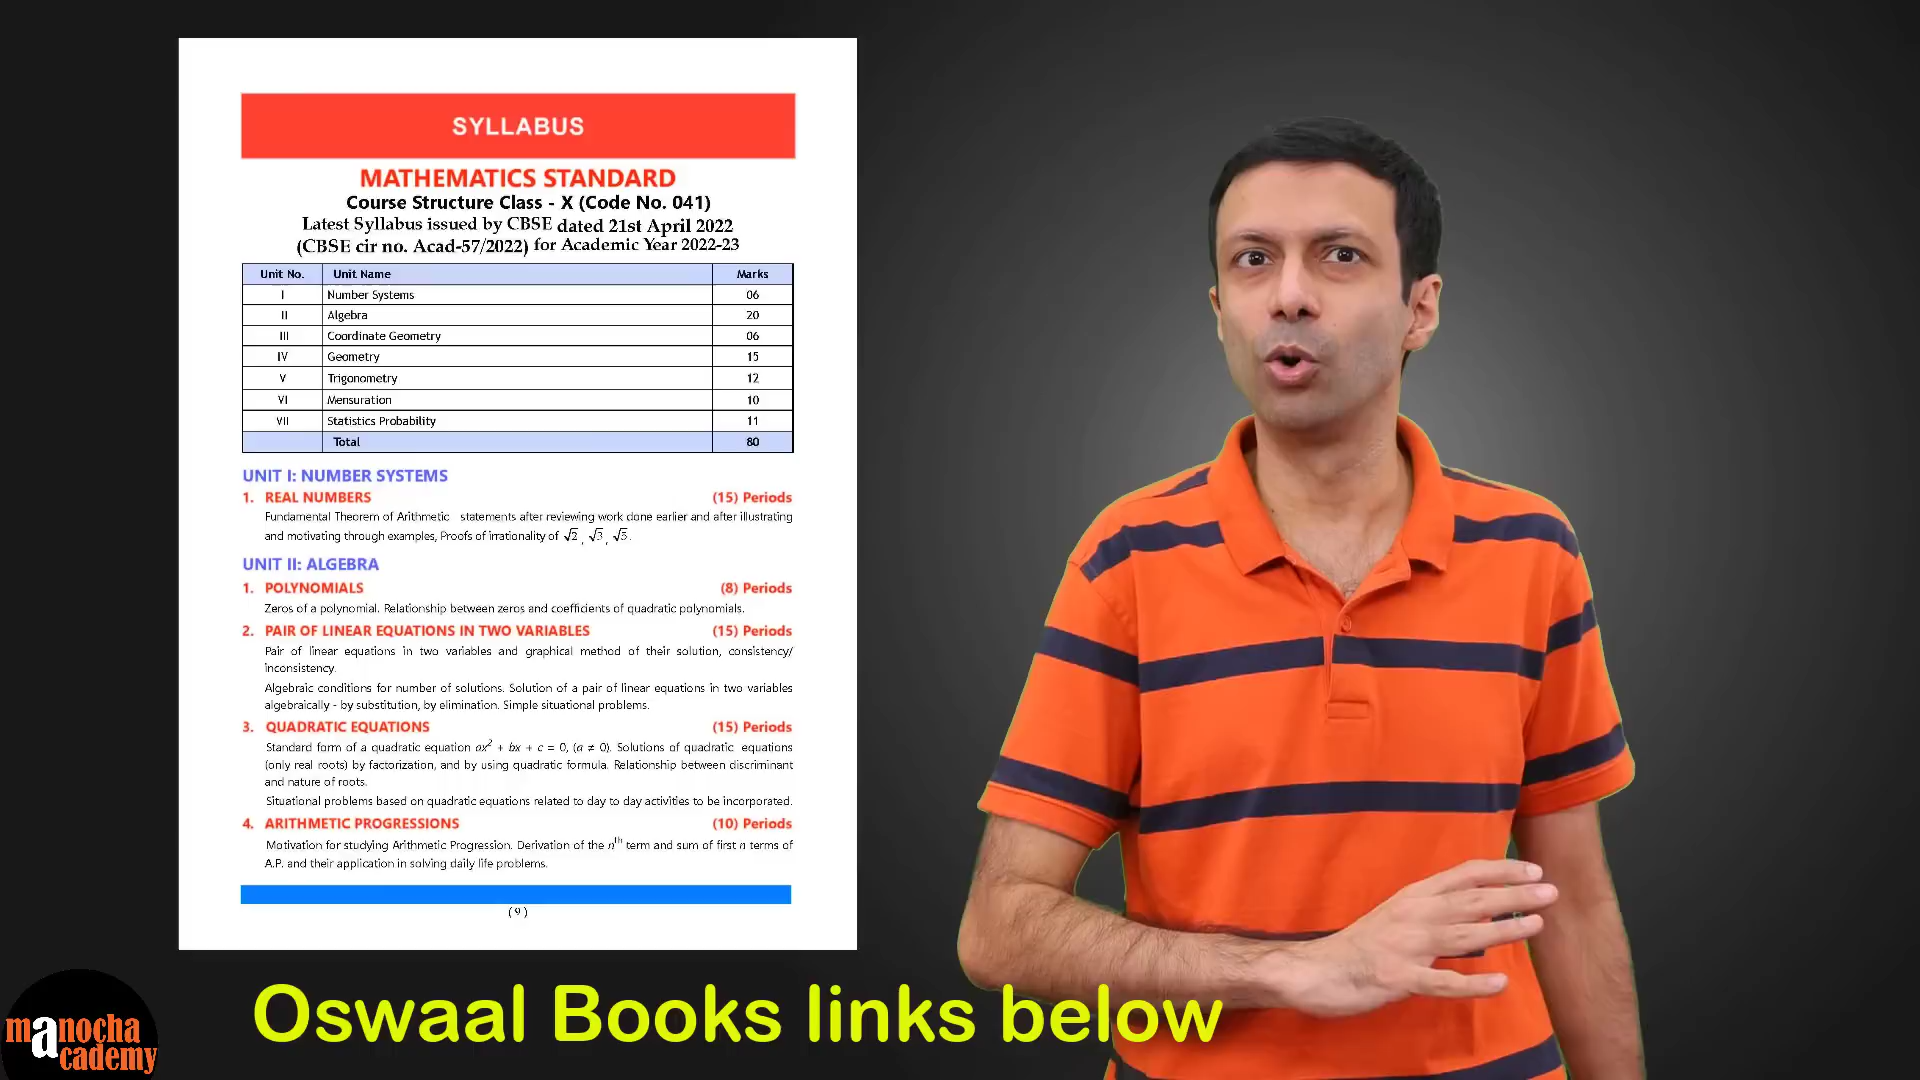 SYLLABUS
MATHEMATICS STANDARD
Course Structure Class - X (Code No. 041)
Latest Syllabus issued by CBSE dated 21st April 2022
(CBSE cir no. Acad-57/2022) for Academic Year 2022-23
Unit No. Unit Name Marks
I Number Systems 06
II Algebra 20
III Coordinate Geometry 06
IV Geometry 15
V Trigonometry 12
VI Mensuration 10
VII Statistics Probability 11
Total 80
UNIT I: NUMBER SYSTEMS
1. REAL NUMBERS (15) Periods
Fundamental Theorem of Arithmetic statements after reviewing work done earlier and after illustrating
and motivating through examples, Proofs of irrationality of √2, √3, √5.
UNIT II: ALGEBRA
1. POLYNOMIALS (8) Periods
Zeros of a polynomial. Relationship between zeros and coefficients of quadratic polynomials.
2. PAIR OF LINEAR EQUATIONS IN TWO VARIABLES (15) Periods
Pair of linear equations in two variables and graphical method of their solution, consistency/
inconsistency.
Algebraic conditions for number of solutions. Solution of a pair of linear equations in two variables
algebraically - by substitution, by elimination. Simple situational problems.
3. QUADRATIC EQUATIONS (15) Periods
Standard form of a quadratic equation ax² + bx + c = 0, (a ≠ 0). Solutions of quadratic equations
(only real roots) by factorization, and by using quadratic formula. Relationship between discriminant
and nature of roots.
Situational problems based on quadratic equations related to day to day activities to be incorporated.
4. ARITHMETIC PROGRESSIONS (10) Periods
Motivation for studying Arithmetic Progression. Derivation of the nth term and sum of first n terms of
A.P. and their application in solving daily life problems.
(9)
Oswaal Books links below
manocha
academy